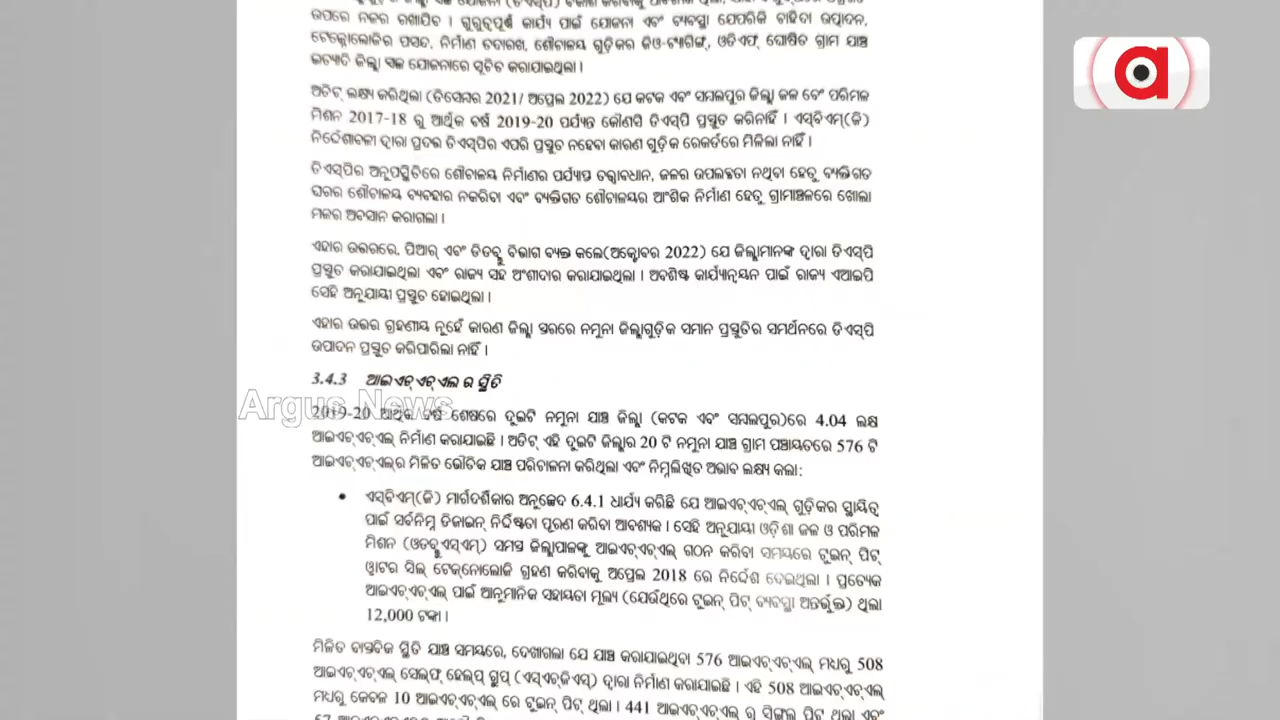 ଉପରେ ନଜର ରଖାଯିବ । ଗୁରୁତ୍ୱପୂର୍ଣ୍ଣ କାର୍ଯ୍ୟ ପାଇଁ ଯୋଜନା ଏବଂ ବ୍ୟବସ୍ଥା ଯେପରିକି ଚାହିଦା ଉତ୍ପାଦନ,
ଟେକ୍ନୋଲୋଜିର ପସନ୍ଦ, ନିର୍ମାଣ ତଦାରଖ, ଶୌଚାଳୟ ଗୁଡ଼ିକର ଜିଓ-ଟ୍ୟାଗିଙ୍ଗ୍, ଓଡିଏଫ୍ ଘୋଷିତ ଗ୍ରାମ ଯାଞ୍ଚ
ଇତ୍ୟାଦି ଜିଲ୍ଲା ସ୍ୱଚ୍ଛ ଯୋଜନାରେ ସୂଚିତ କରାଯାଇଥିଲା ।
ଅଡିଟ୍ ଲକ୍ଷ୍ୟ କରିଥିଲା (ଡିସେମ୍ବର 2021/ ଅପ୍ରେଲ 2022) ଯେ କଟକ ଏବଂ ସମ୍ବଲପୁର ଜିଲ୍ଲା ଜଳ ବେଂ ପରିମଳ
ମିଶନ 2017-18 ରୁ ଆର୍ଥିକ ବର୍ଷ 2019-20 ପର୍ଯ୍ୟନ୍ତ କୌଣସି ଡିଏସ୍‌ପି ପ୍ରସ୍ତୁତ କରିନାହିଁ । ଏସ୍‌ବିଏମ୍(ଜି)
ନିର୍ଦ୍ଦେଶାବଳୀ ଦ୍ୱାରା ପ୍ରଦତ୍ତ ଡିଏସ୍‌ପିର ଏପରି ପ୍ରସ୍ତୁତ ନହେବା କାରଣ ଗୁଡ଼ିକ ରେକର୍ଡରେ ମିଳିଲା ନାହିଁ ।
ଡିଏସ୍‌ପିର ଅନୁପସ୍ଥିତିରେ ଶୌଚାଳୟ ନିର୍ମାଣର ପର୍ଯ୍ୟାପ୍ତ ତତ୍ତ୍ୱାବଧାନ, ଜଳର ଉପଲବ୍ଧତା ନଥିବା ହେତୁ ବ୍ୟକ୍ତିଗତ
ଘରର ଶୌଚାଳୟ ବ୍ୟବହାର ନକରିବା ଏବଂ ବ୍ୟକ୍ତିଗତ ଶୌଚାଳୟର ଆଂଶିକ ନିର୍ମାଣ ହେତୁ ଗ୍ରାମାଞ୍ଚଳରେ ଖୋଲା
ମଳର ଅବସାନ କରାଗଲା ।
ଏହାର ଉତ୍ତରରେ, ପିଆର୍ ଏବଂ ଡିଡବ୍ଲୁ ବିଭାଗ ବ୍ୟକ୍ତ କଲେ(ଅକ୍ଟୋବର 2022) ଯେ ଜିଲ୍ଲାମାନଙ୍କ ଦ୍ୱାରା ଡିଏସ୍‌ପି
ପ୍ରସ୍ତୁତ କରାଯାଇଥିଲା ଏବଂ ରାଜ୍ୟ ସହ ଅଂଶୀଦାର କରାଯାଇଥିଲା । ଅବଶିଷ୍ଟ କାର୍ଯ୍ୟାନ୍ୱୟନ ପାଇଁ ରାଜ୍ୟ ଏଆଇପି
ସେହି ଅନୁଯାୟୀ ପ୍ରସ୍ତୁତ ହୋଇଥିଲା ।
ଏହାର ଉତ୍ତର ଗ୍ରହଣୀୟ ନୁହେଁ କାରଣ ଜିଲ୍ଲା ସ୍ତରରେ ନମୁନା ଜିଲ୍ଲାଗୁଡ଼ିକ ସମାନ ପ୍ରସ୍ତୁତିର ସମର୍ଥନରେ ଡିଏସ୍‌ପି
ଉତ୍ପାଦନ ପ୍ରସ୍ତୁତ କରିପାରିଲା ନାହିଁ ।
3.4.3 ଆଇଏଚ୍‌ଏଚ୍‌ଏଲ ର ସ୍ଥିତି
Argus News
2019-20 ଆର୍ଥିକ ବର୍ଷ ଶେଷରେ ଦୁଇଟି ନମୁନା ଯାଞ୍ଚ ଜିଲ୍ଲା (କଟକ ଏବଂ ସମ୍ବଲପୁର)ରେ 4.04 ଲକ୍ଷ
ଆଇଏଚ୍‌ଏଚ୍‌ଏଲ୍ ନିର୍ମାଣ କରାଯାଇଛି । ଅଡିଟ୍ ଏହି ଦୁଇଟି ଜିଲ୍ଲାର 20 ଟି ନମୁନା ଯାଞ୍ଚ ଗ୍ରାମ ପଞ୍ଚାୟତରେ 576 ଟି
ଆଇଏଚ୍‌ଏଚ୍‌ଏଲ୍‌ର ମିଳିତ ଭୌତିକ ଯାଞ୍ଚ ପରିଚାଳନା କରିଥିଲା ଏବଂ ନିମ୍ନଲିଖିତ ଅଭାବ ଲକ୍ଷ୍ୟ କଲା:
• ଏସ୍‌ବିଏମ୍(ଜି) ମାର୍ଗଦର୍ଶିକାର ଅନୁଚ୍ଛେଦ 6.4.1 ଧାର୍ଯ୍ୟ କରିଛି ଯେ ଆଇଏଚ୍‌ଏଚ୍‌ଏଲ୍ ଗୁଡ଼ିକର ସ୍ଥାୟିତ୍ୱ
ପାଇଁ ସର୍ବନିମ୍ନ ଡିଜାଇନ୍ ନିର୍ଦ୍ଦିଷ୍ଟତା ପୂରଣ କରିବା ଆବଶ୍ୟକ । ସେହି ଅନୁଯାୟୀ ଓଡ଼ିଶା ଜଳ ଓ ପରିମଳ
ମିଶନ (ଓଡବ୍ଲୁଏସ୍‌ଏମ୍) ସମସ୍ତ ଜିଲ୍ଲାପାଳଙ୍କୁ ଆଇଏଚ୍‌ଏଚ୍‌ଏଲ୍ ଗଠନ କରିବା ସମୟରେ ଟୁଇନ୍ ପିଟ୍
ୱାଟର ସିଲ୍ ଟେକ୍‌ନୋଲୋଜି ଗ୍ରହଣ କରିବାକୁ ଅପ୍ରେଲ 2018 ରେ ନିର୍ଦ୍ଦେଶ ଦେଇଥିଲା । ପ୍ରତ୍ୟେକ
ଆଇଏଚ୍‌ଏଚ୍‌ଏଲ୍ ପାଇଁ ଆନୁମାନିକ ସହାୟତା ମୂଲ୍ୟ (ଯେଉଁଥିରେ ଟୁଇନ୍ ପିଟ୍ ବ୍ୟବସ୍ଥା ଅନ୍ତର୍ଭୁକ୍ତ) ଥିଲା
12,000 ଟଙ୍କା ।
ମିଳିତ ବାସ୍ତବିକ ସ୍ଥିତି ଯାଞ୍ଚ ସମୟରେ, ଦେଖାଗଲା ଯେ ଯାଞ୍ଚ କରାଯାଇଥିବା 576 ଆଇଏଚ୍‌ଏଚ୍‌ଏଲ୍ ମଧ୍ୟରୁ 508
ଆଇଏଚ୍‌ଏଚ୍‌ଏଲ୍ ସେଲ୍‌ଫ୍ ହେଲ୍‌ପ୍ ଗ୍ରୁପ୍ (ଏସ୍‌ଏଚ୍‌ଜିଏସ୍) ଦ୍ୱାରା ନିର୍ମାଣ କରାଯାଇଛି । ଏହି 508 ଆଇଏଚ୍‌ଏଚ୍‌ଏଲ୍
ମଧ୍ୟରୁ କେବଳ 10 ଆଇଏଚ୍‌ଏଚ୍‌ଏଲ୍ ରେ ଟୁଇନ୍ ପିଟ୍ ଥିଲା । 441 ଆଇଏଚ୍‌ଏଚ୍‌ଏଲ୍ ର ସିଙ୍ଗଲ ପିଟ୍ ଥିଲା ଏବଂ